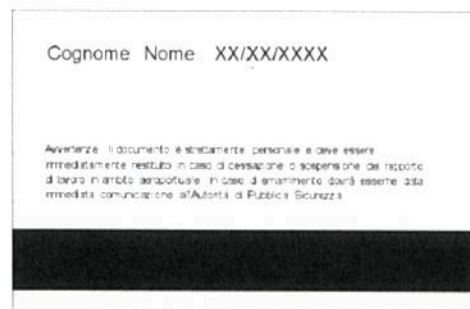 Cognome Nome XX/XX/XXXX
Avvertenze: Il documento è strettamente personale e deve essere
immediatamente restituito in caso di cessazione o sospensione del rapporto
di lavoro in ambito aeroportuale. In caso di smarrimento dovrà esserne data
immediata comunicazione all'Autorità di Pubblica Sicurezza